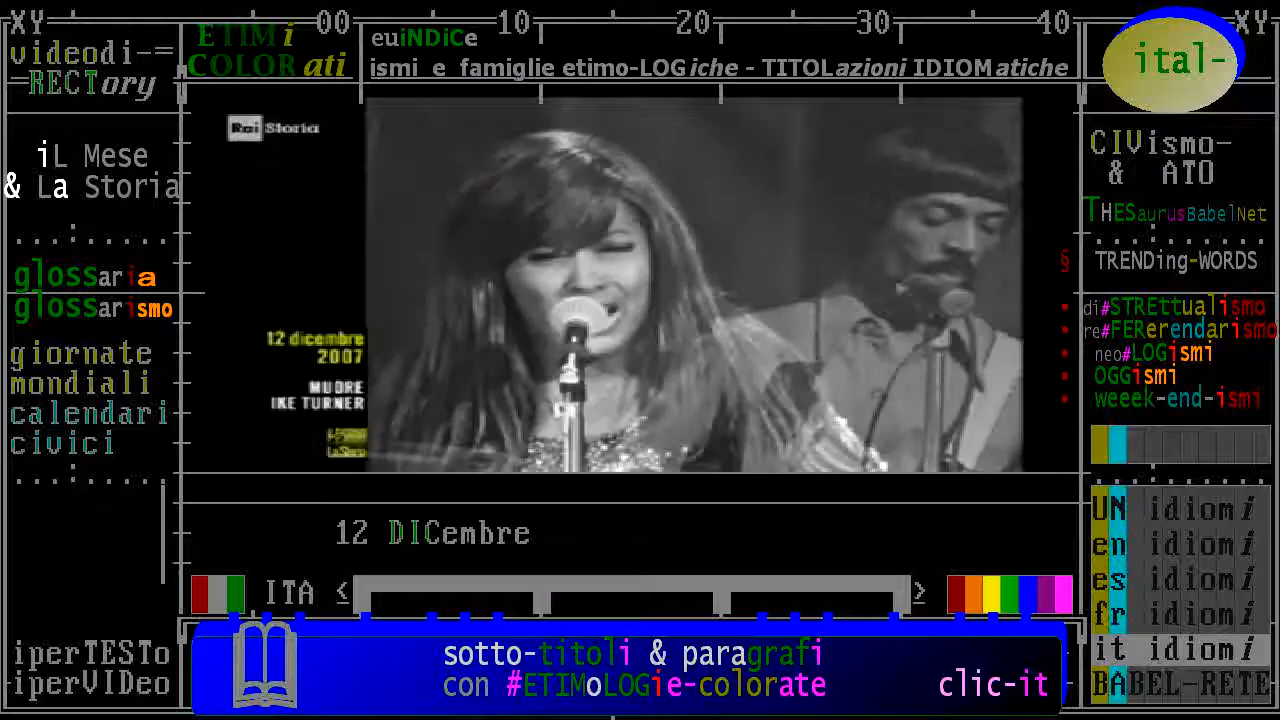 XY 00 10 20 30 40 XY
videodi-=
=RECTory
ETIMi
COLORati
euiNDiCe
ismi e famiglie etimo-LOGiche - TITOLazioni IDIOMatiche
ital-
iL Mese
& La Storia
...:.....
glossaria
glossarismo
giornate
mondiali
calendari
civici
...:.....
iperTESTo
iperVIDeo
Rai Storia
12 dicembre
2007
MUORE
IKE TURNER
12 DICembre
ITA < >
sotto-titoli & paragrafi
con #ETIMoLOGie-colorate clic-it
CIVismo-
& ATO
THESaurusBabelNet
...:.....
TRENDing-WORDS
§
di#STREttualismo
re#FERerendarismo
neo#LOGismi
OGGismi
weeek-end-ismi
...:.....
UN idiomi
en idiomi
es idiomi
fr idiomi
it idiomi
BABEL-RETE